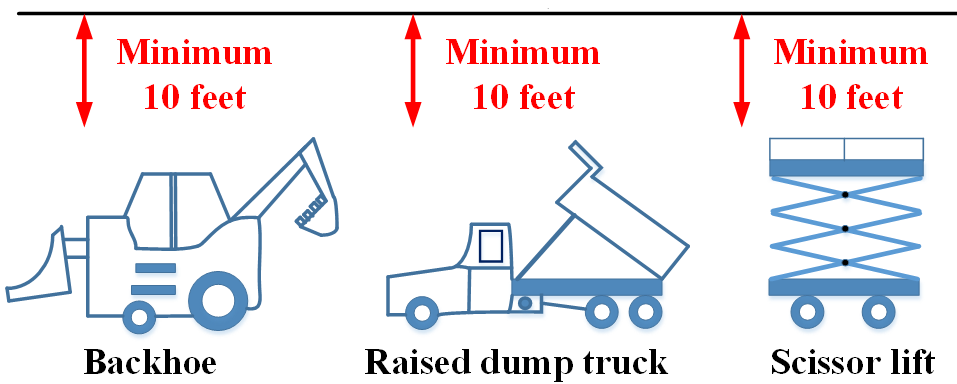 Minimum
10 feet
Minimum
10 feet
Minimum
10 feet
Backhoe
Raised dump truck
Scissor lift